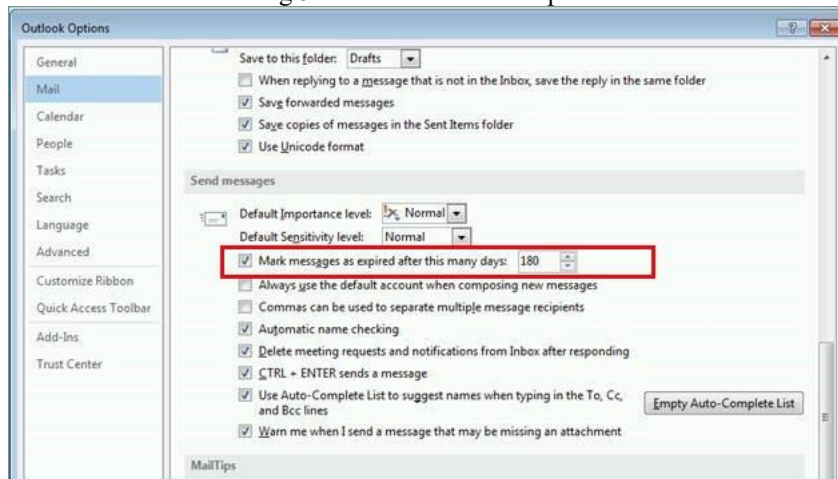 Outlook Options
General
Mail
Calendar
People
Tasks
Search
Language
Advanced
Customize Ribbon
Quick Access Toolbar
Add-Ins
Trust Center
Save to this folder: Drafts
When replying to a message that is not in the Inbox, save the reply in the same folder
Save forwarded messages
Save copies of messages in the Sent Items folder
Use Unicode format
Send messages
Default Importance level: Normal
Default Sensitivity level: Normal
Mark messages as expired after this many days: 180
Always use the default account when composing new messages
Commas can be used to separate multiple message recipients
Automatic name checking
Delete meeting requests and notifications from Inbox after responding
CTRL + ENTER sends a message
Use Auto-Complete List to suggest names when typing in the To, Cc,
and Bcc lines
Empty Auto-Complete List
Warn me when I send a message that may be missing an attachment
MailTips